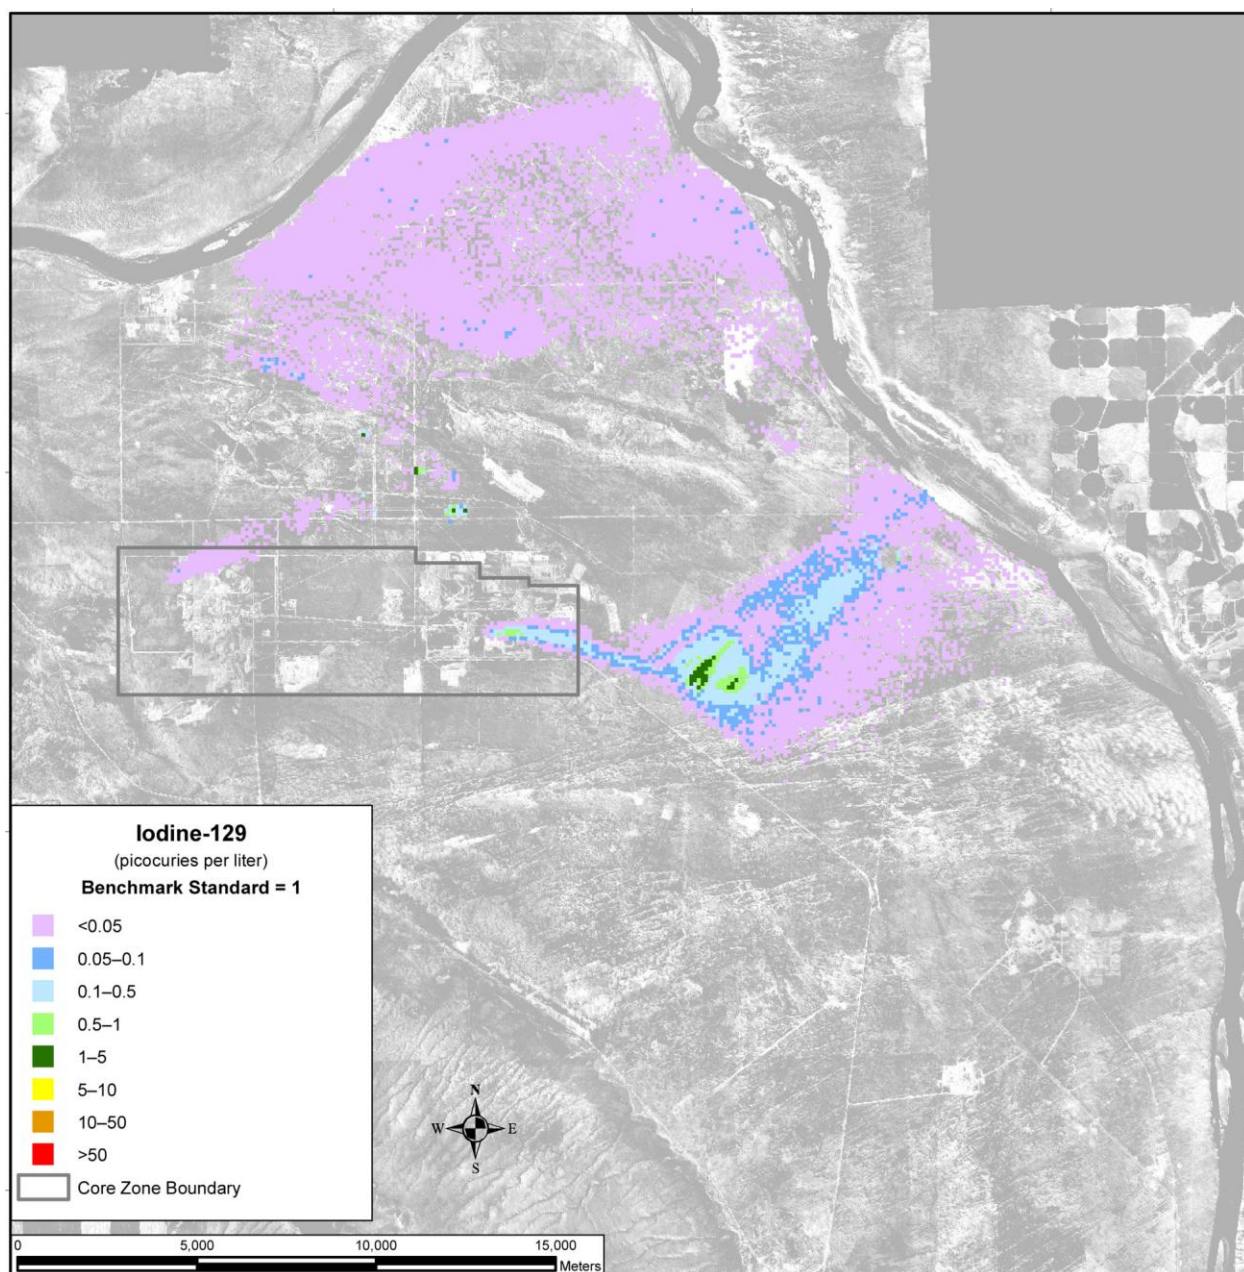 Iodine-129
(picocuries per liter)
Benchmark Standard = 1
<0.05
0.05–0.1
0.1–0.5
0.5–1
1–5
5–10
10–50
>50
Core Zone Boundary
N
W E
S
0 5,000 10,000 15,000
Meters